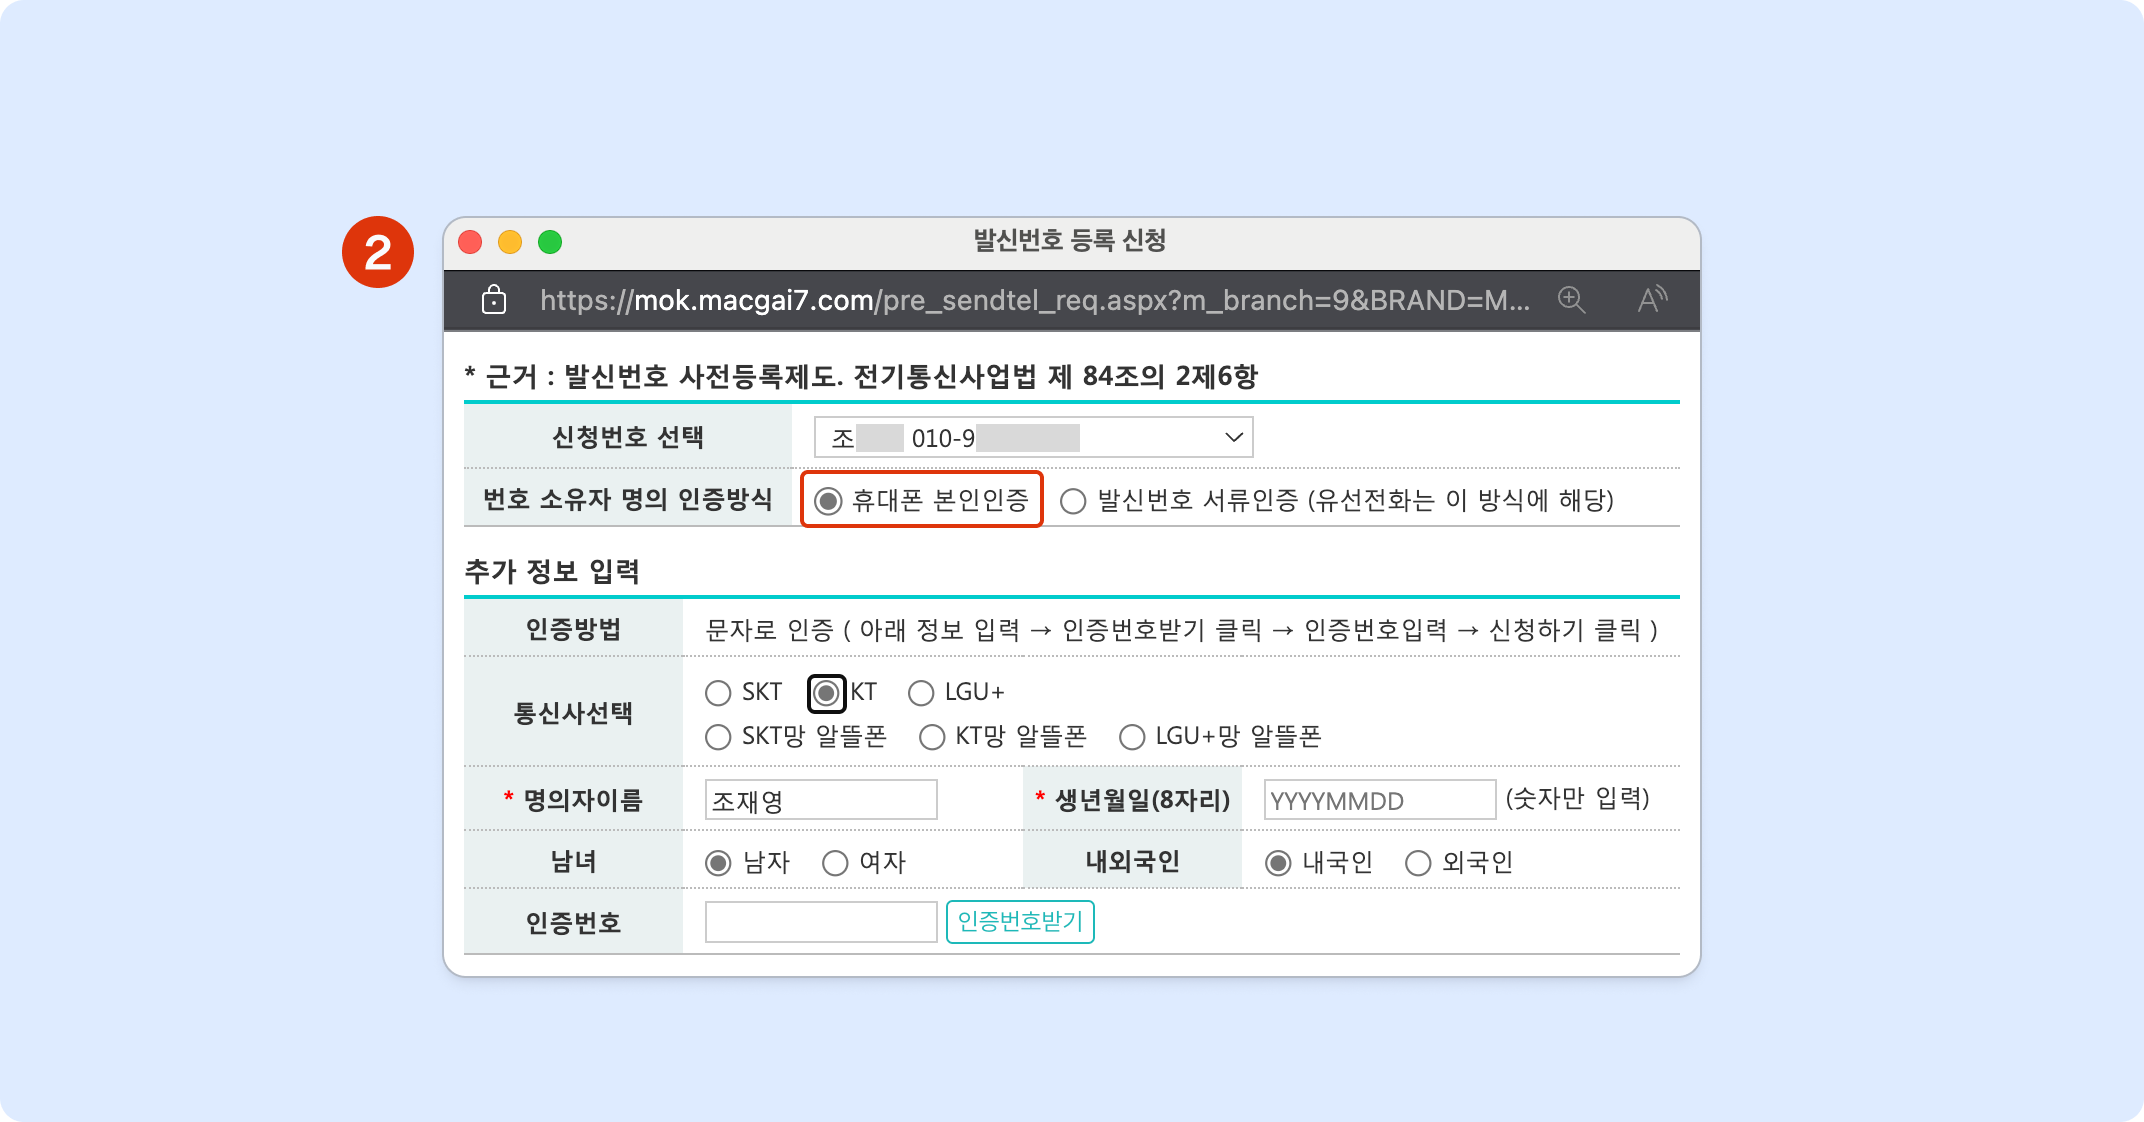 2
발신번호 등록 신청
https://mok.macgai7.com/pre_sendtel_req.aspx?m_branch=9&BRAND=M...
* 근거 : 발신번호 사전등록제도. 전기통신사업법 제 84조의 2제6항
신청번호 선택 조 010-9
번호 소유자 명의 인증방식 휴대폰 본인인증 발신번호 서류인증 (유선전화는 이 방식에 해당)
추가 정보 입력
인증방법 문자로 인증 ( 아래 정보 입력 → 인증번호받기 클릭 → 인증번호입력 → 신청하기 클릭 )
통신사선택 SKT KT LGU+
SKT망 알뜰폰 KT망 알뜰폰 LGU+망 알뜰폰
* 명의자이름 조재영 * 생년월일(8자리) YYYYMMDD (숫자만 입력)
남녀 남자 여자 내외국인 내국인 외국인
인증번호 인증번호받기